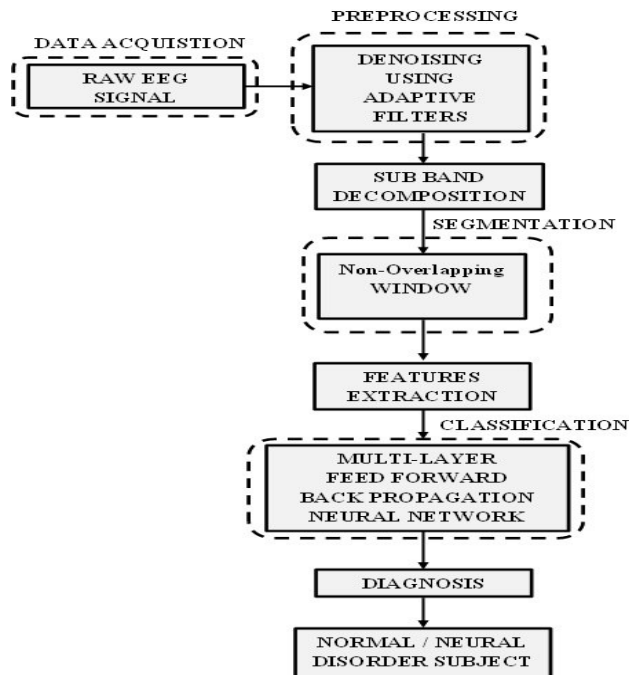 PREPROCESSING
DATA ACQUISTION
RAW EEG
SIGNAL
DENOISING
USING
ADAPTIVE
FILTERS
SUB BAND
DECOMPOSITION
SEGMENTATION
Non-Overlapping
WINDOW
FEATURES
EXTRACTION
CLASSIFICATION
MULTI-LAYER
FEED FORWARD
BACK PROPAGATION
NEURAL NETWORK
DIAGNOSIS
NORMAL / NEURAL
DISORDER SUBJECT